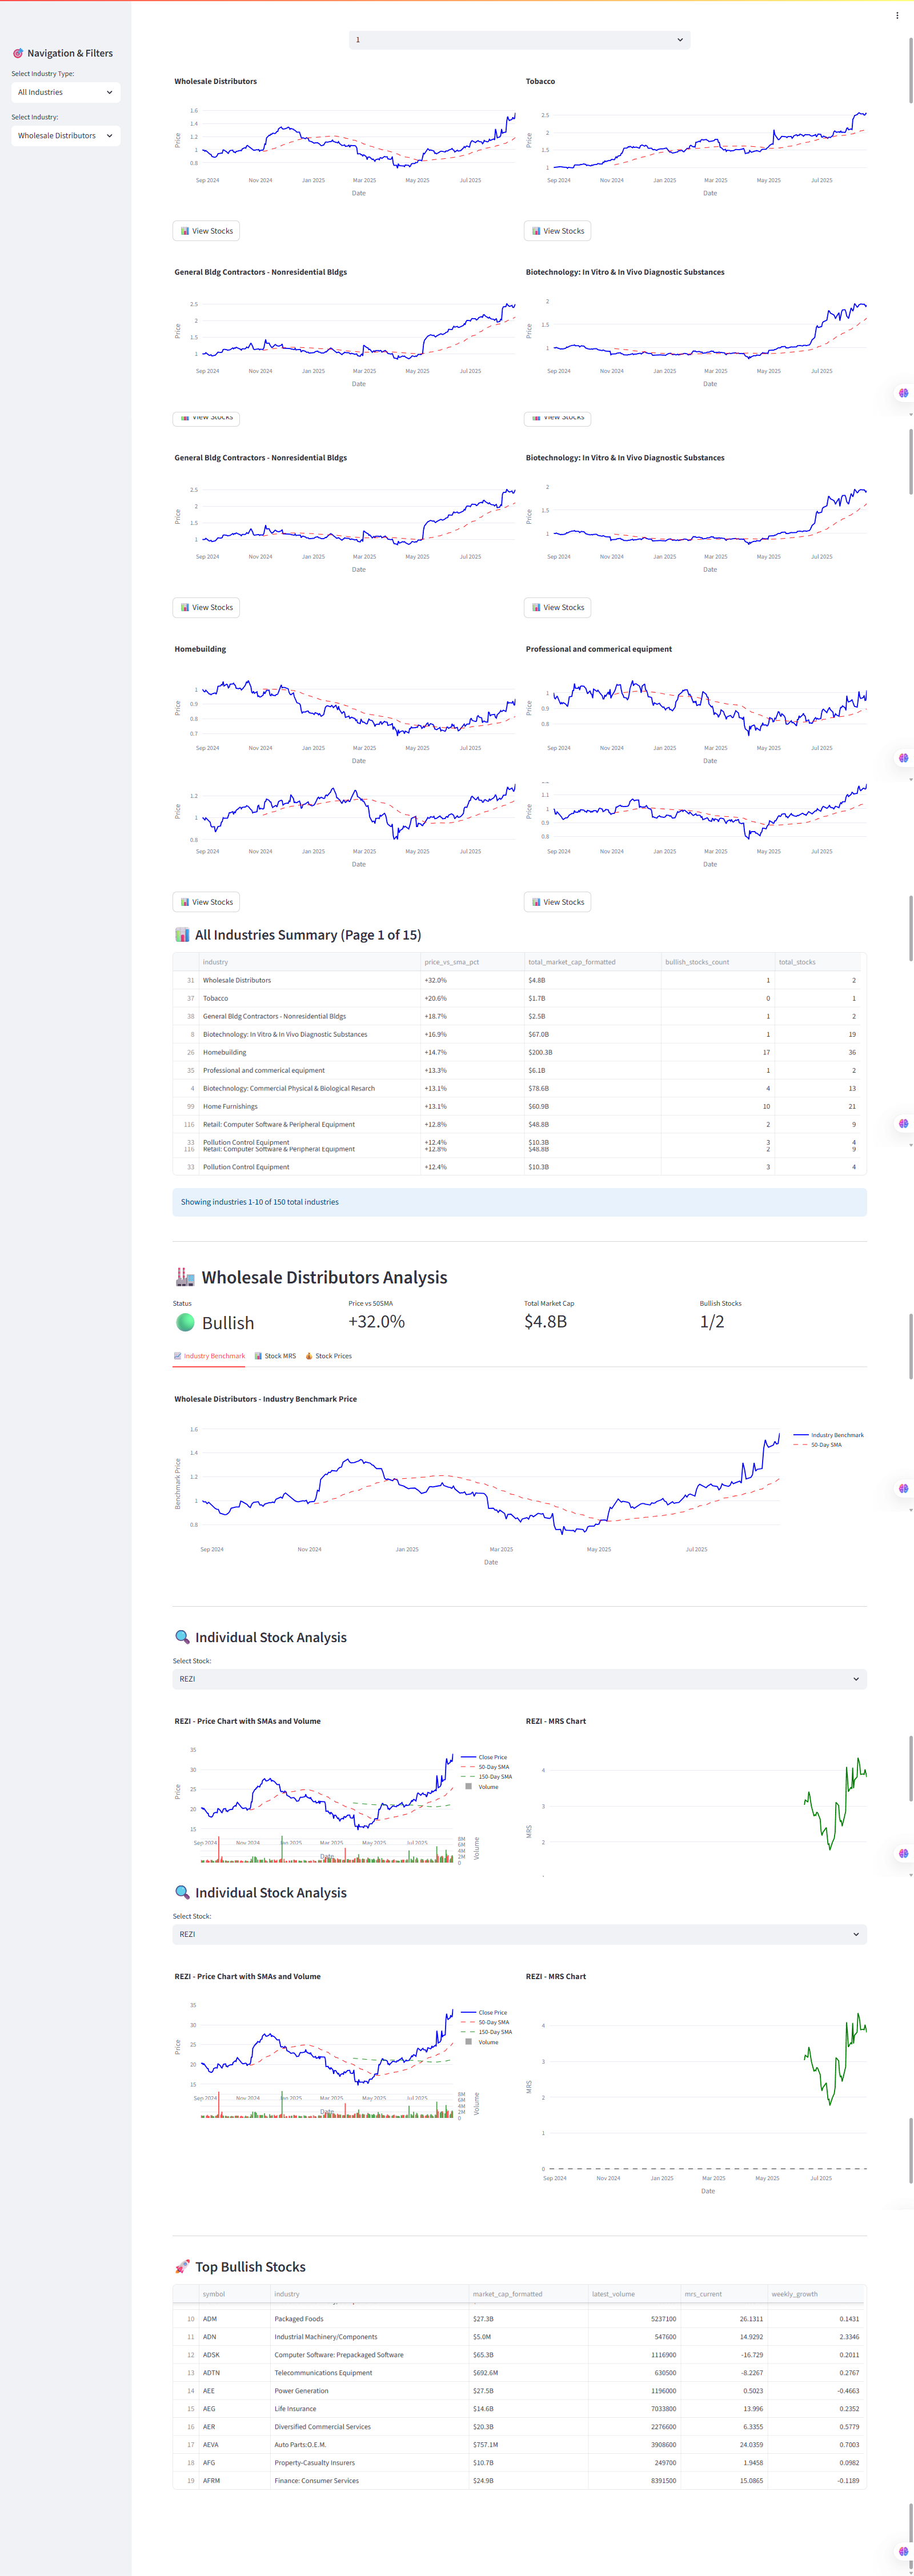 1
Navigation & Filters
Select Industry Type:
All Industries
Select Industry:
Wholesale Distributors
Wholesale Distributors
1.6
1.4
1.2
1
0.8
Price
Sep 2024 Nov 2024 Jan 2025 Mar 2025 May 2025 Jul 2025
Date
Tobacco
2.5
2
1.5
1
Price
Sep 2024 Nov 2024 Jan 2025 Mar 2025 May 2025 Jul 2025
Date
View Stocks
View Stocks
General Bldg Contractors - Nonresidential Bldgs
2.5
2
1.5
1
Price
Sep 2024 Nov 2024 Jan 2025 Mar 2025 May 2025 Jul 2025
Date
Biotechnology: In Vitro & In Vivo Diagnostic Substances
2
1.5
1
Price
Sep 2024 Nov 2024 Jan 2025 Mar 2025 May 2025 Jul 2025
Date
View Stocks
View Stocks
General Bldg Contractors - Nonresidential Bldgs
2.5
2
1.5
1
Price
Sep 2024 Nov 2024 Jan 2025 Mar 2025 May 2025 Jul 2025
Date
Biotechnology: In Vitro & In Vivo Diagnostic Substances
2
1.5
1
Price
Sep 2024 Nov 2024 Jan 2025 Mar 2025 May 2025 Jul 2025
Date
View Stocks
View Stocks
Homebuilding
1
0.9
0.8
0.7
Price
Sep 2024 Nov 2024 Jan 2025 Mar 2025 May 2025 Jul 2025
Date
Professional and commerical equipment
1
0.9
0.8
Price
Sep 2024 Nov 2024 Jan 2025 Mar 2025 May 2025 Jul 2025
Date
1.2
1
0.8
Price
Sep 2024 Nov 2024 Jan 2025 Mar 2025 May 2025 Jul 2025
Date
1.1
1
0.9
0.8
Price
Sep 2024 Nov 2024 Jan 2025 Mar 2025 May 2025 Jul 2025
Date
View Stocks
View Stocks
All Industries Summary (Page 1 of 15)
industry price_vs_sma_pct total_market_cap_formatted bullish_stocks_count total_stocks
31 Wholesale Distributors +32.0% $4.8B 1 2
37 Tobacco +20.6% $1.7B 0 1
38 General Bldg Contractors - Nonresidential Bldgs +18.7% $2.5B 1 2
8 Biotechnology: In Vitro & In Vivo Diagnostic Substances +16.9% $67.0B 1 19
26 Homebuilding +14.7% $200.3B 17 36
35 Professional and commerical equipment +13.3% $6.1B 1 2
4 Biotechnology: Commercial Physical & Biological Resarch +13.1% $78.6B 4 13
99 Home Furnishings +13.1% $60.9B 10 21
116 Retail: Computer Software & Peripheral Equipment +12.8% $48.8B 2 9
33 Pollution Control Equipment +12.4% $10.3B 3 4
116 Retail: Computer Software & Peripheral Equipment +12.8% $48.8B 2 9
33 Pollution Control Equipment +12.4% $10.3B 3 4
Showing industries 1-10 of 150 total industries
Wholesale Distributors Analysis
Status
Bullish
Price vs 50SMA
+32.0%
Total Market Cap
$4.8B
Bullish Stocks
1/2
Industry Benchmark Stock MRS Stock Prices
Wholesale Distributors - Industry Benchmark Price
1.6
1.4
1.2
1
0.8
Benchmark Price
Industry Benchmark
50-Day SMA
Sep 2024 Nov 2024 Jan 2025 Mar 2025 May 2025 Jul 2025
Date
Individual Stock Analysis
Select Stock:
REZI
REZI - Price Chart with SMAs and Volume
35
30
25
20
15
Price
Close Price
50-Day SMA
150-Day SMA
Volume
Sep 2024 Nov 2024 Jan 2025 Mar 2025 May 2025 Jul 2025
Date
8M
6M
4M
2M
0
Volume
REZI - MRS Chart
4
3
2
MRS
Individual Stock Analysis
Select Stock:
REZI
REZI - Price Chart with SMAs and Volume
35
30
25
20
15
Price
Close Price
50-Day SMA
150-Day SMA
Volume
Sep 2024 Nov 2024 Jan 2025 Mar 2025 May 2025 Jul 2025
Date
8M
6M
4M
2M
0
Volume
REZI - MRS Chart
4
3
2
1
0
MRS
Sep 2024 Nov 2024 Jan 2025 Mar 2025 May 2025 Jul 2025
Date
Top Bullish Stocks
symbol industry market_cap_formatted latest_volume mrs_current weekly_growth
10 ADM Packaged Foods $27.3B 5237100 26.1311 0.1431
11 ADN Industrial Machinery/Components $5.0M 547600 14.9292 2.3346
12 ADSK Computer Software: Prepackaged Software $65.3B 1116900 -16.729 0.2011
13 ADTN Telecommunications Equipment $692.6M 630500 -8.2267 0.2767
14 AEE Power Generation $27.5B 1196000 0.5023 -0.4663
15 AEG Life Insurance $14.6B 7033800 13.996 0.2352
16 AER Diversified Commercial Services $20.3B 2276600 6.3355 0.5779
17 AEVA Auto Parts:O.E.M. $757.1M 3908600 24.0359 0.7003
18 AFG Property-Casualty Insurers $10.7B 249700 1.9458 0.0982
19 AFRM Finance: Consumer Services $24.9B 8391500 15.0865 -0.1189